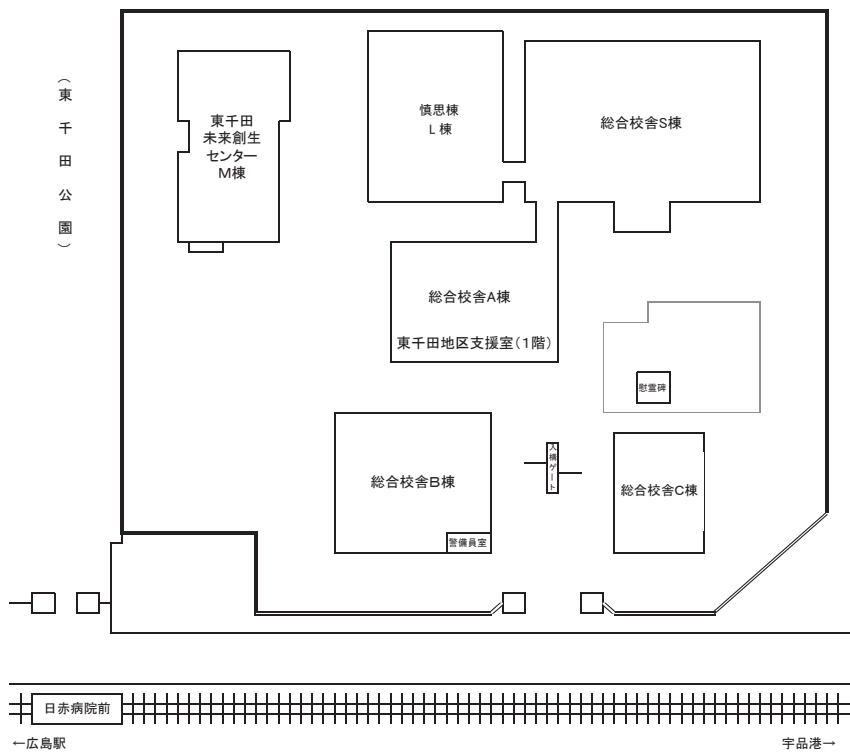 （東千田公園）
東千田
未来創生
センター
M棟
慎思棟
L 棟
総合校舎S棟
総合校舎A棟
東千田地区支援室（1階）
慰霊碑
総合校舎B棟
警備員室
入構ゲート
総合校舎C棟
日赤病院前
←広島駅
宇品港→